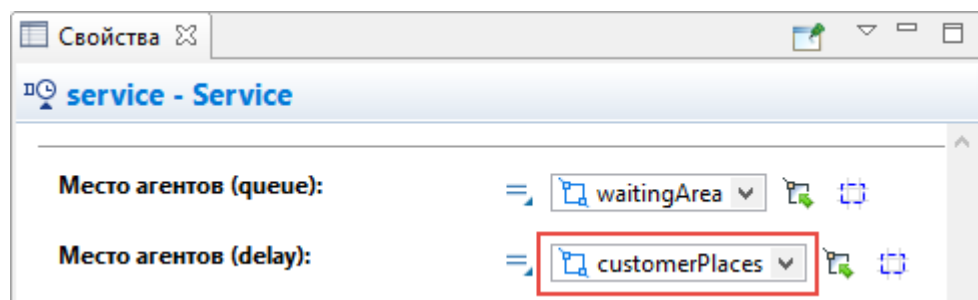 Свойства
service - Service
Место агентов (queue): waitingArea
Место агентов (delay): customerPlaces